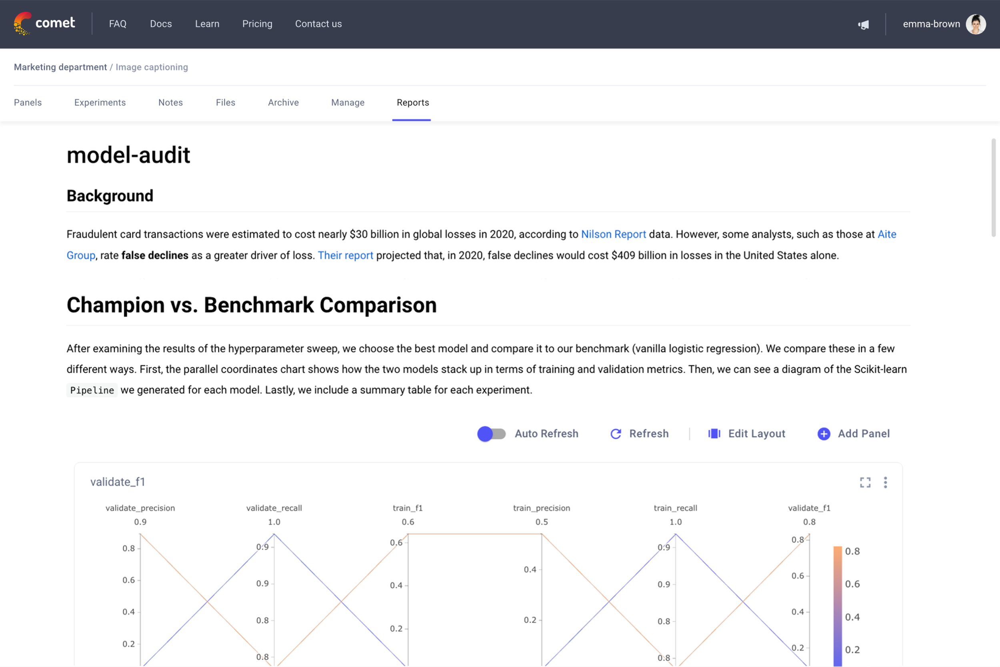 comet FAQ Docs Learn Pricing Contact us emma-brown
Marketing department / Image captioning
Panels Experiments Notes Files Archive Manage Reports
model-audit
Background
Fraudulent card transactions were estimated to cost nearly $30 billion in global losses in 2020, according to Nilson Report data. However, some analysts, such as those at Aite
Group, rate false declines as a greater driver of loss. Their report projected that, in 2020, false declines would cost $409 billion in losses in the United States alone.
Champion vs. Benchmark Comparison
After examining the results of the hyperparameter sweep, we choose the best model and compare it to our benchmark (vanilla logistic regression). We compare these in a few
different ways. First, the parallel coordinates chart shows how the two models stack up in terms of training and validation metrics. Then, we can see a diagram of the Scikit-learn
Pipeline we generated for each model. Lastly, we include a summary table for each experiment.
Auto Refresh Refresh Edit Layout Add Panel
validate_f1
validate_precision validate_recall train_f1 train_precision train_recall validate_f1
0.9 1.0 0.6 0.5 1.0 0.8
0.8 0.9 0.6 0.9 0.8 0.8
0.4
0.6 0.9 0.4 0.9 0.6 0.6
0.4 0.8 0.2 0.8 0.4 0.4
0.2
0.2 0.8 0.8 0.2 0.2